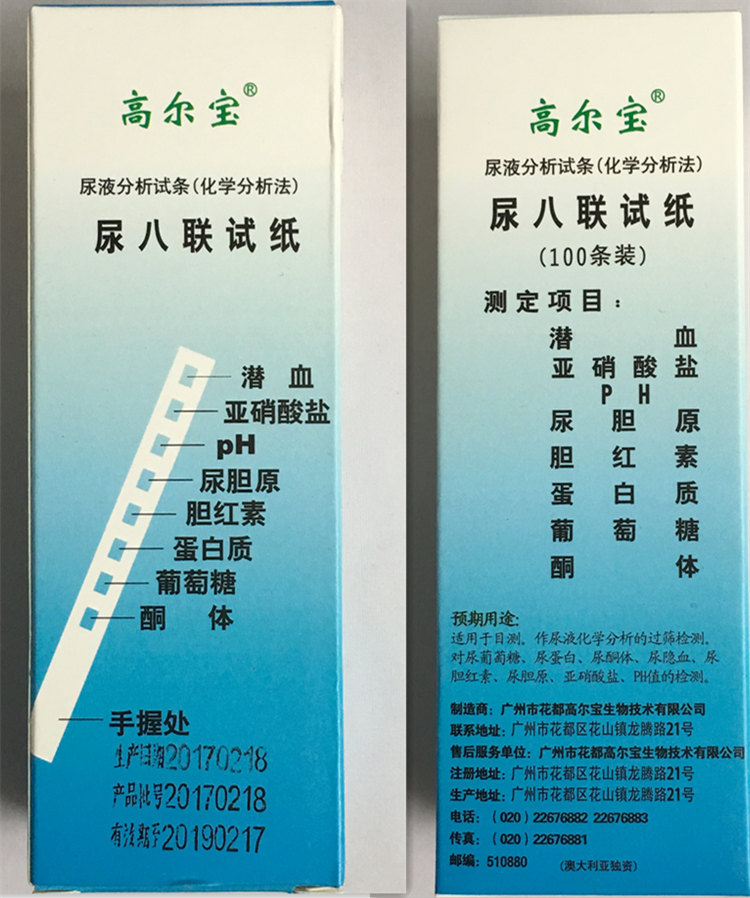 高尔宝®
尿液分析试条(化学分析法)
尿八联试纸
潜血
亚硝酸盐
pH
尿胆原
胆红素
蛋白质
葡萄糖
酮体
手握处
生产日期20170218
产品批号20170218
有效期至20190217
高尔宝®
尿液分析试条(化学分析法)
尿八联试纸
(100条装)
测定项目:
潜血
亚硝酸盐
PH
尿胆原
胆红素
蛋白质
葡萄糖
酮体
预期用途:
适用于目测。作尿液化学分析的过筛检测。
对尿葡萄糖、尿蛋白、尿酮体、尿隐血、尿
胆红素、尿胆原、亚硝酸盐、PH值的检测。
制造商:广州市花都高尔宝生物技术有限公司
联系地址:广州市花都区花山镇龙腾路21号
售后服务单位:广州市花都高尔宝生物技术有限公司
注册地址:广州市花都区花山镇龙腾路21号
生产地址:广州市花都区花山镇龙腾路21号
电话:(020)22676882 22676883
传真:(020)22676881
邮编:510880 (澳大利亚独资)